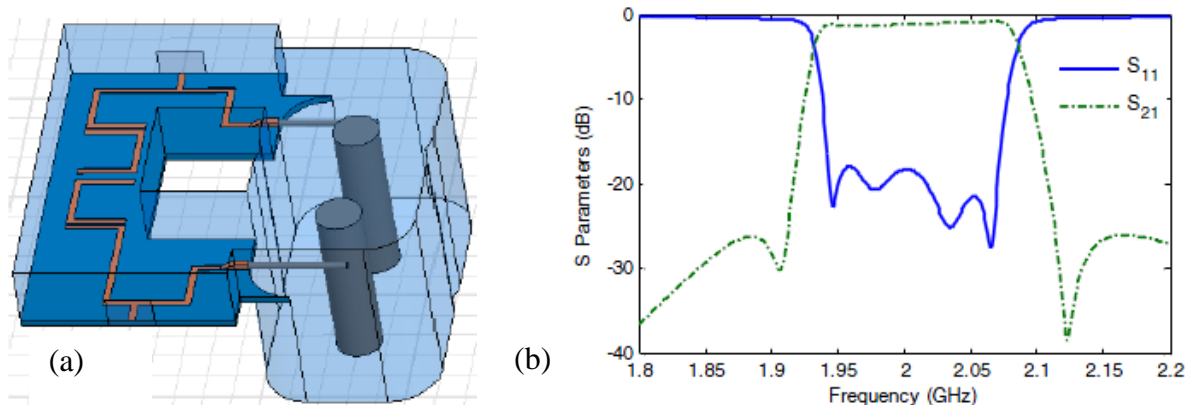 (a)
(b)
S Parameters (dB)
0
-10
-20
-30
-40
S11
S21
1.8 1.85 1.9 1.95 2 2.05 2.1 2.15 2.2
Frequency (GHz)